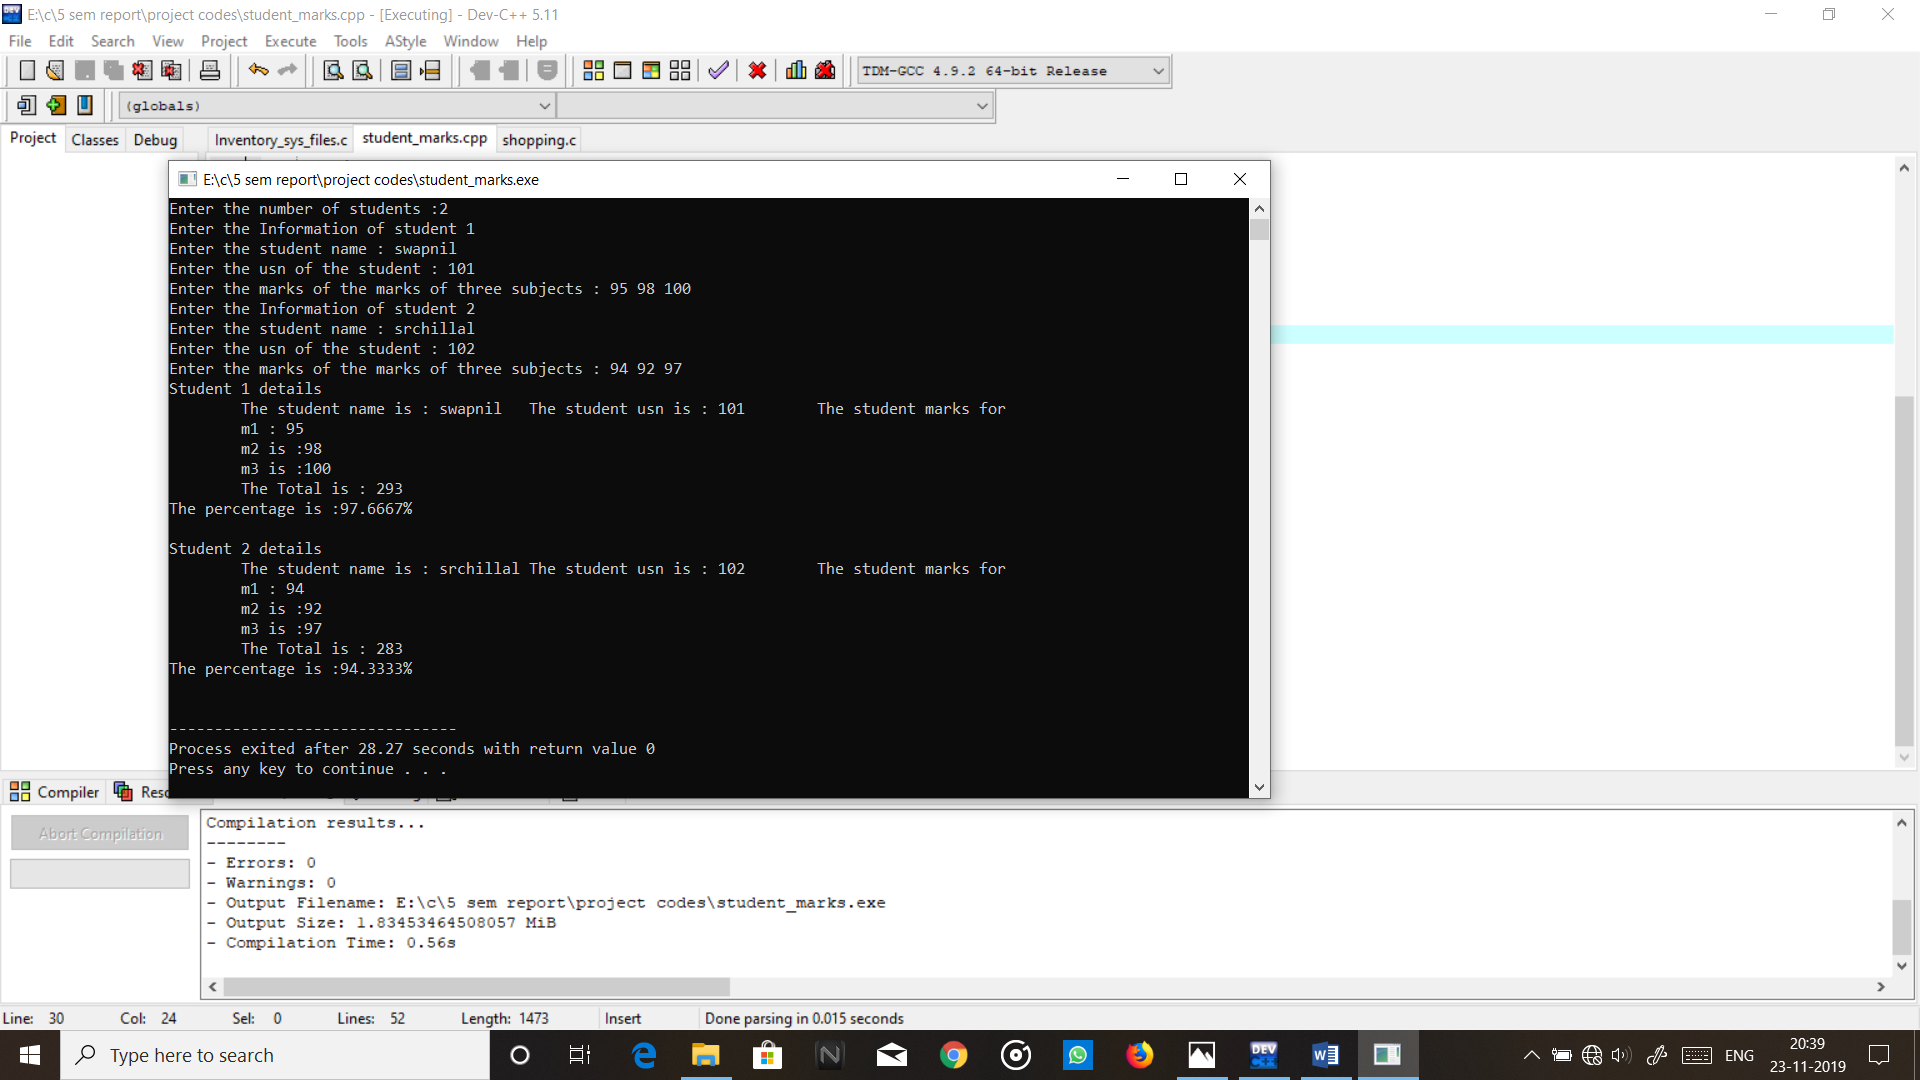 E:\c\5 sem report\project codes\student_marks.cpp - [Executing] - Dev-C++ 5.11
File Edit Search View Project Execute Tools AStyle Window Help
TDM-GCC 4.9.2 64-bit Release
(globals)
Project Classes Debug Inventory_sys_files.c student_marks.cpp shopping.c
E:\c\5 sem report\project codes\student_marks.exe
Enter the number of students :2
Enter the Information of student 1
Enter the student name : swapnil
Enter the usn of the student : 101
Enter the marks of the marks of three subjects : 95 98 100
Enter the Information of student 2
Enter the student name : srchillal
Enter the usn of the student : 102
Enter the marks of the marks of three subjects : 94 92 97
Student 1 details
The student name is : swapnil The student usn is : 101 The student marks for
m1 : 95
m2 is :98
m3 is :100
The Total is : 293
The percentage is :97.6667%
Student 2 details
The student name is : srchillal The student usn is : 102 The student marks for
m1 : 94
m2 is :92
m3 is :97
The Total is : 283
The percentage is :94.3333%
--------------------------------
Process exited after 28.27 seconds with return value 0
Press any key to continue . . .
Compiler
Abort Compilation
Compilation results...
--------
- Errors: 0
- Warnings: 0
- Output Filename: E:\c\5 sem report\project codes\student_marks.exe
- Output Size: 1.83453464508057 MiB
- Compilation Time: 0.56s
Line: 30 Col: 24 Sel: 0 Lines: 52 Length: 1473 Insert Done parsing in 0.015 seconds
Type here to search
DEV C++
ENG
20:39
23-11-2019